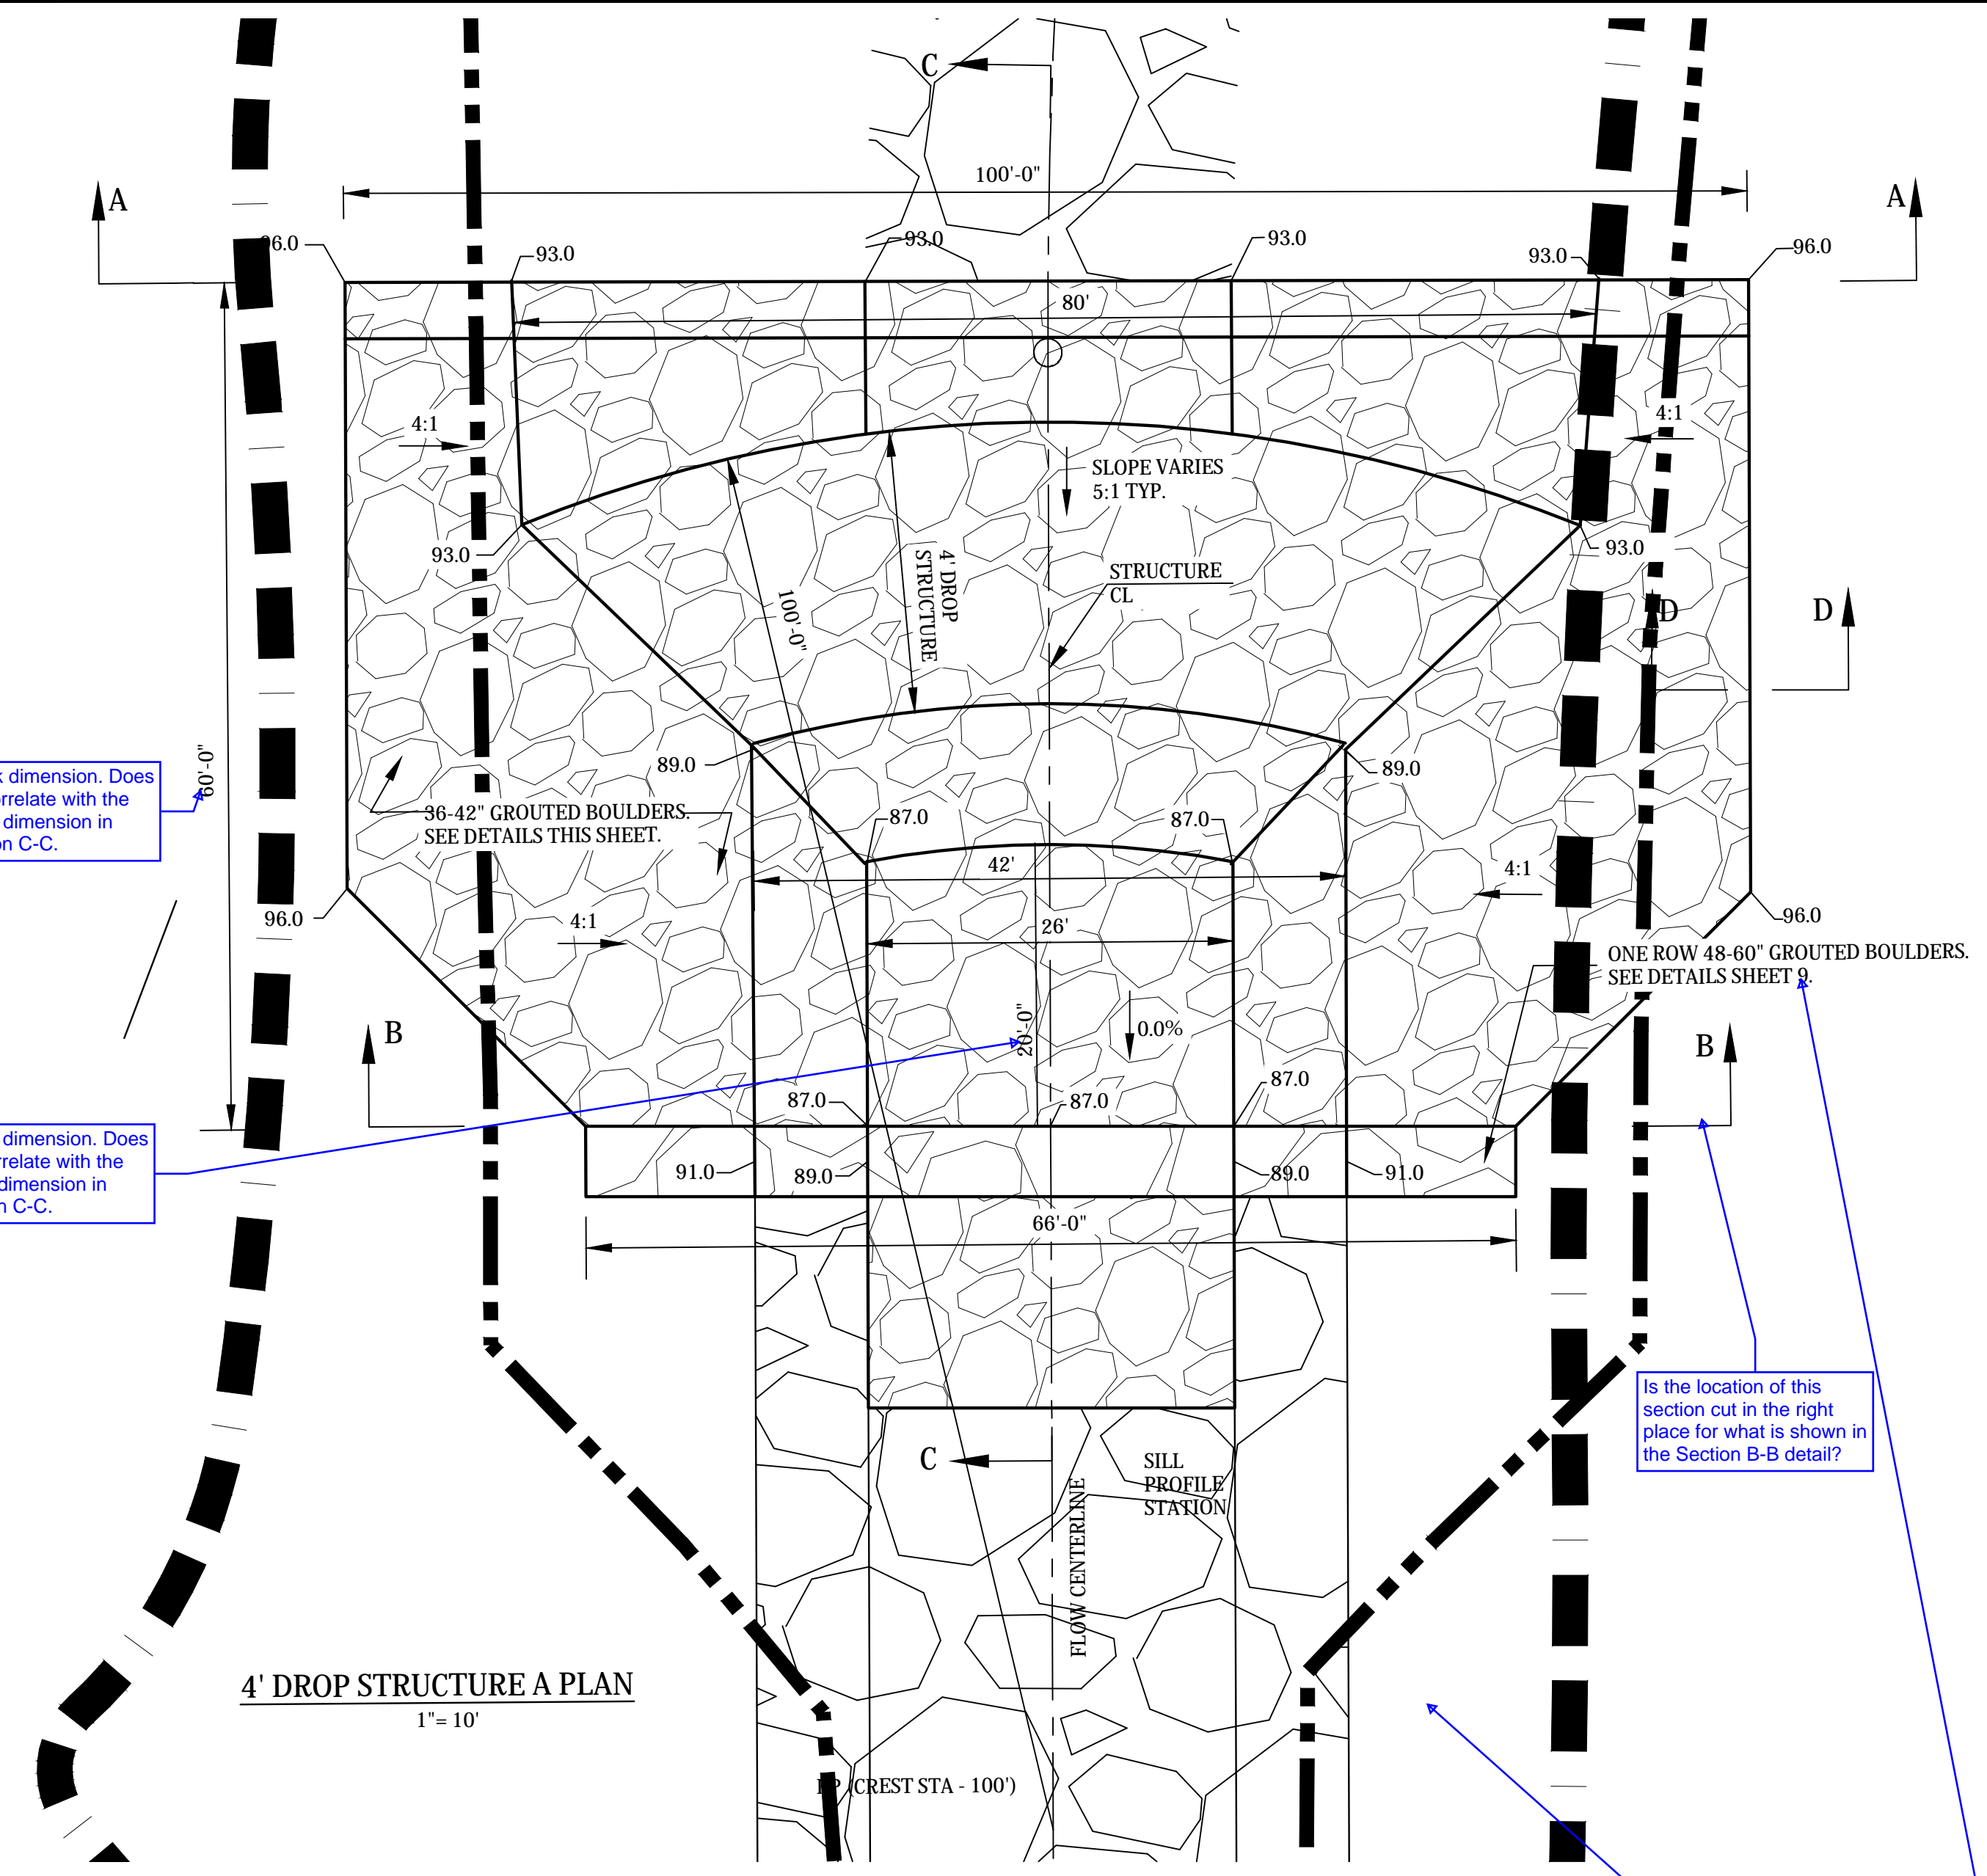 C
100'-0"
A
A
96.0
93.0
93.0
93.0
93.0
96.0
80'
4:1
4:1
SLOPE VARIES
5:1 TYP.
93.0
93.0
4' DROP
STRUCTURE
STRUCTURE
CL
100'-0"
D
D
60'-0"
dimension. Does
with the
dimension in
C-C.
89.0
89.0
36-42" GROUTED BOULDERS.
SEE DETAILS THIS SHEET.
87.0
87.0
42'
4:1
96.0
4:1
26'
96.0
ONE ROW 48-60" GROUTED BOULDERS.
SEE DETAILS SHEET 9.
B
20'-0"
0.0%
B
87.0
87.0
87.0
dimension. Does
with the
dimension in
C-C.
91.0
89.0
89.0
91.0
66'-0"
Is the location of this
section cut in the right
place for what is shown in
the Section B-B detail?
C
SILL
PROFILE
STATION
FLOW CENTERLINE
4' DROP STRUCTURE A PLAN
1"= 10'
(CREST STA - 100')